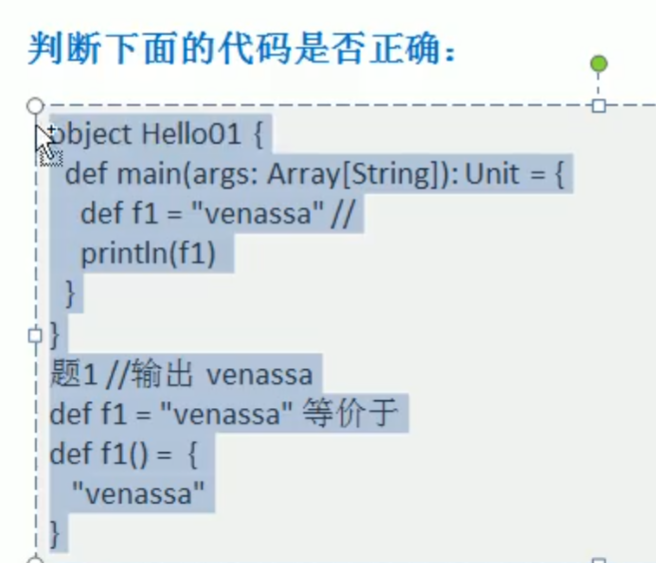 判断下面的代码是否正确：
object Hello01 {
def main(args: Array[String]): Unit = {
def f1 = "venassa" //
println(f1)
}
}
题1 //输出 venassa
def f1 = "venassa" 等价于
def f1() = {
"venassa"
}